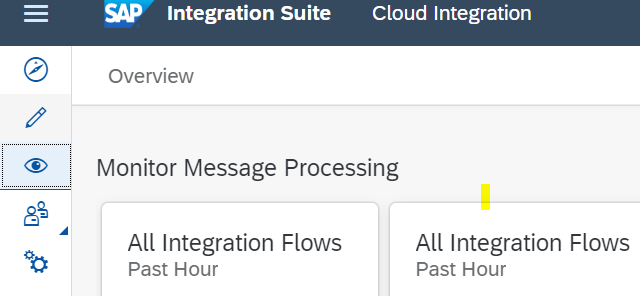 SAP Integration Suite Cloud Integration
Overview
Monitor Message Processing
All Integration Flows
Past Hour
All Integration Flows
Past Hour